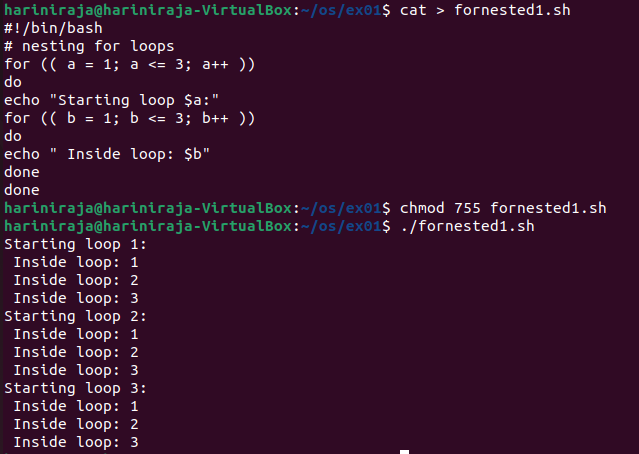 hariniraja@hariniraja-VirtualBox:~/os/ex01$ cat > fornested1.sh
#!/bin/bash
# nesting for loops
for (( a = 1; a <= 3; a++ ))
do
echo "Starting loop $a:"
for (( b = 1; b <= 3; b++ ))
do
echo " Inside loop: $b"
done
done
hariniraja@hariniraja-VirtualBox:~/os/ex01$ chmod 755 fornested1.sh
hariniraja@hariniraja-VirtualBox:~/os/ex01$ ./fornested1.sh
Starting loop 1:
 Inside loop: 1
 Inside loop: 2
 Inside loop: 3
Starting loop 2:
 Inside loop: 1
 Inside loop: 2
 Inside loop: 3
Starting loop 3:
 Inside loop: 1
 Inside loop: 2
 Inside loop: 3